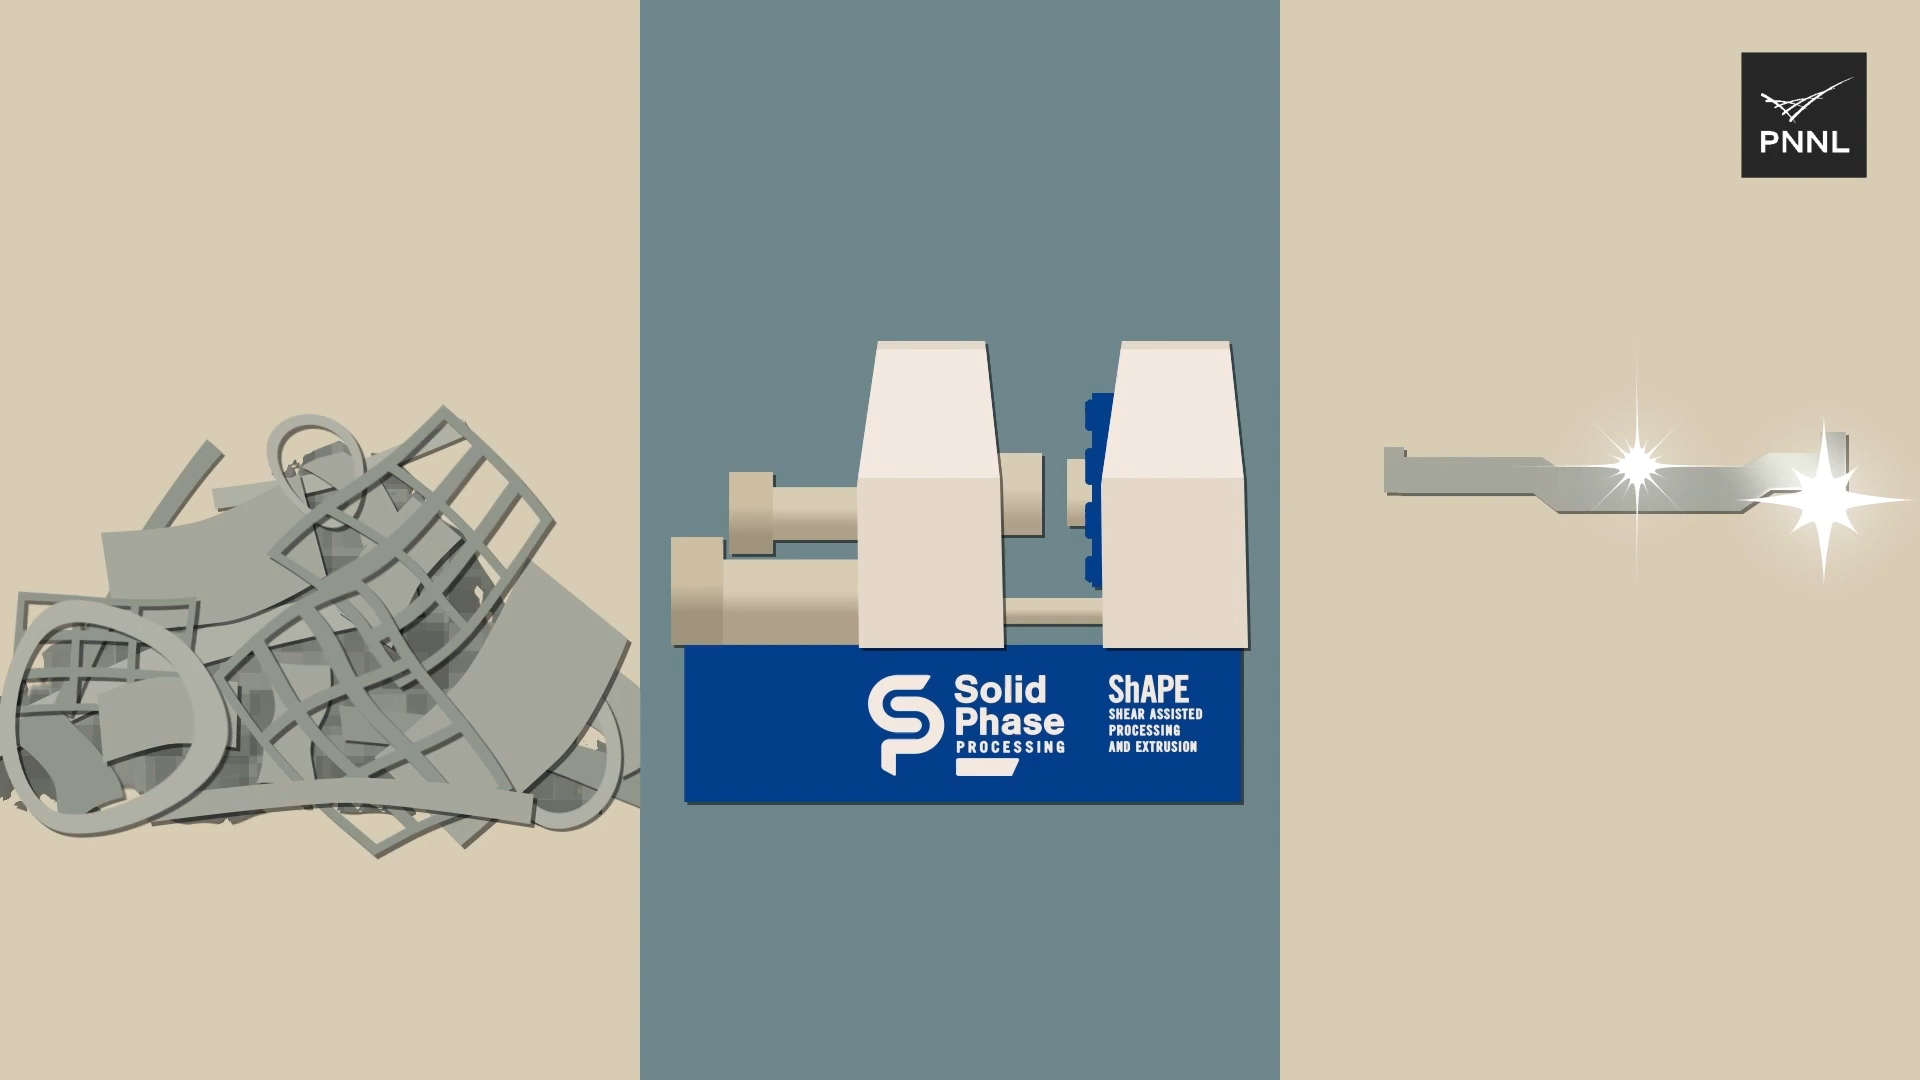 PNNL
Solid
Phase
PROCESSING
ShAPE
SHEAR ASSISTED
PROCESSING
AND EXTRUSION